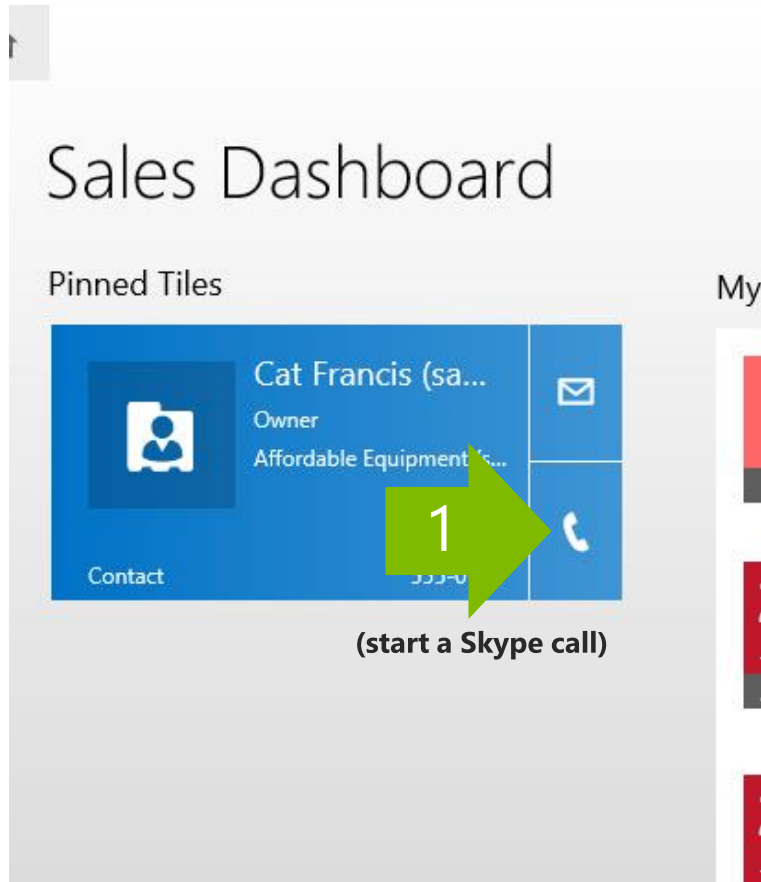 Sales Dashboard
Pinned Tiles
My
Cat Francis (sa...
Owner
Affordable Equipment
1
Contact
(start a Skype call)